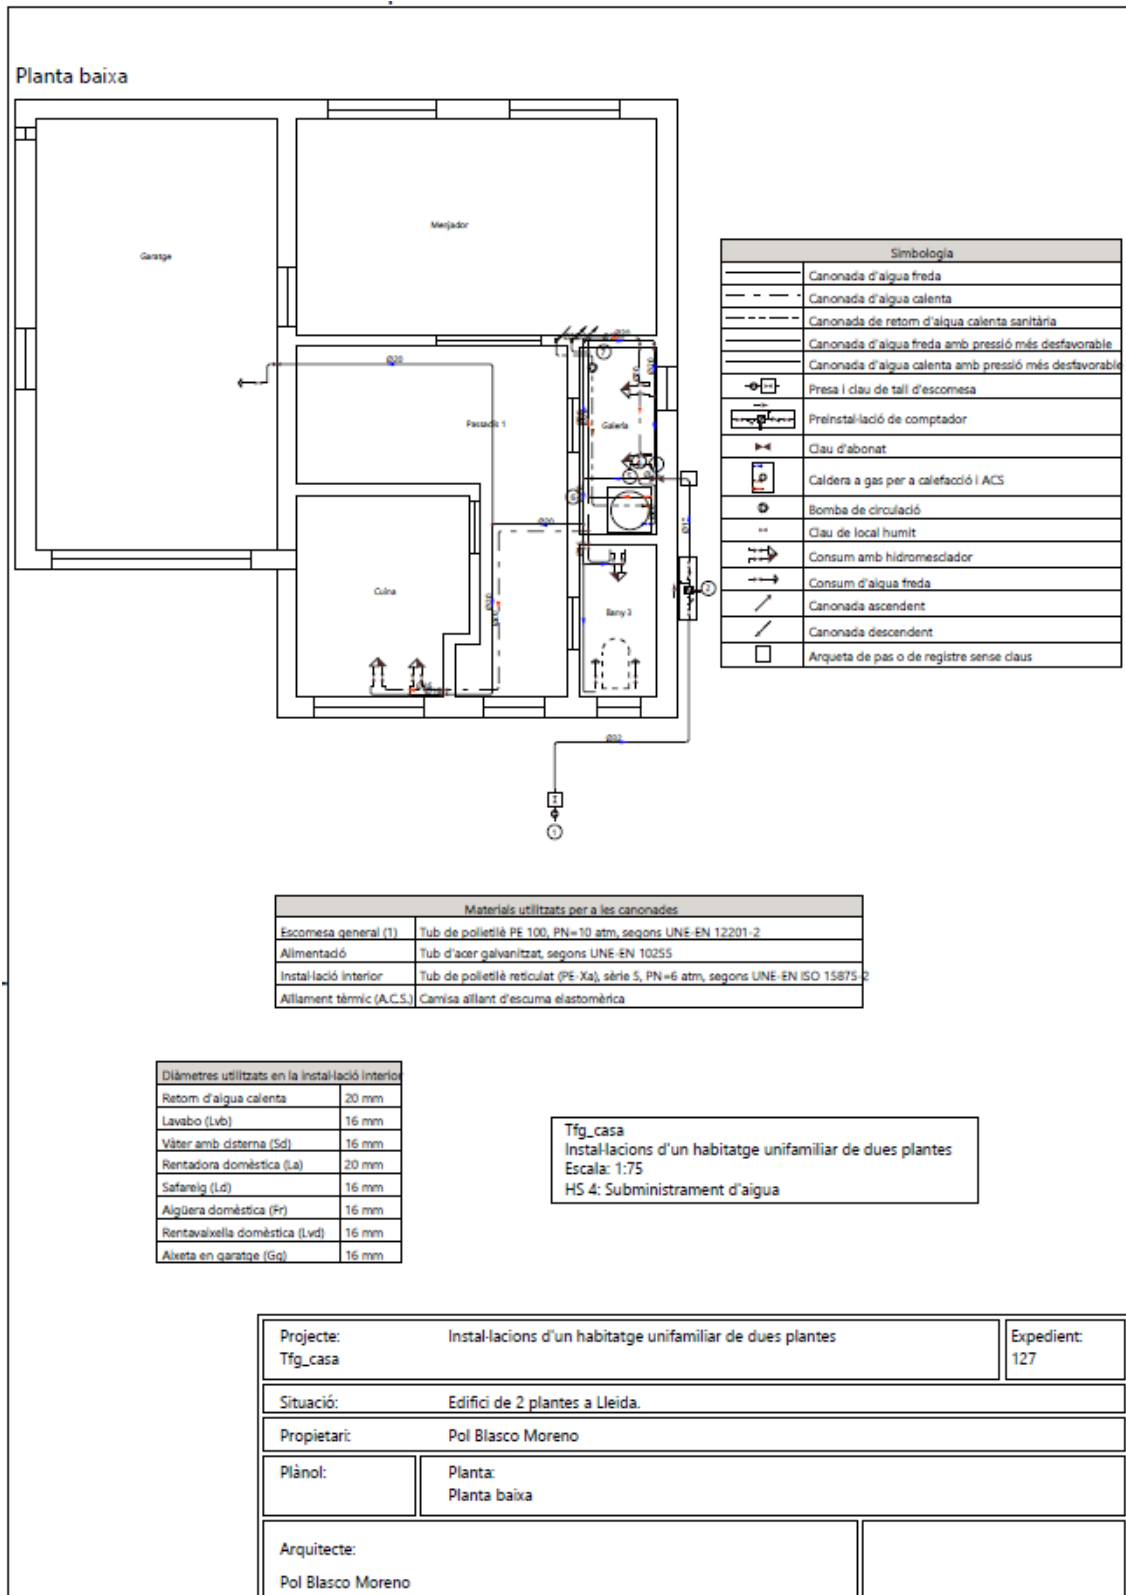 Planta baixa
Garatge
Menjador
Passadís 1
Galeria
Cuina
Bany 3
Ø20
Ø20
Ø20
Ø20
Ø32
1
2
5
6
7
Simbologia
Canonada d'aigua freda
Canonada d'aigua calenta
Canonada de retorn d'aigua calenta sanitària
Canonada d'aigua freda amb pressió més desfavorable
Canonada d'aigua calenta amb pressió més desfavorable
Presa i clau de tall d'escomesa
Preinstal·lació de comptador
Clau d'abonat
Caldera a gas per a calefacció i ACS
Bomba de circulació
Clau de local humit
Consum amb hidromesclador
Consum d'aigua freda
Canonada ascendent
Canonada descendent
Arqueta de pas o de registre sense claus
Materials utilitzats per a les canonades
Escomesa general (1) Tub de polietilè PE 100, PN=10 atm, segons UNE-EN 12201-2
Alimentació Tub d'acer galvanitzat, segons UNE-EN 10255
Instal·lació interior Tub de polietilè reticulat (PE-Xa), sèrie 5, PN=6 atm, segons UNE-EN ISO 15875-2
Aïllament tèrmic (A.C.S.) Camisa aïllant d'escuma elastomèrica
Diàmetres utilitzats en la instal·lació interior
Retorn d'aigua calenta 20 mm
Lavabo (Lvb) 16 mm
Vàter amb cisterna (Sd) 16 mm
Rentadora domèstica (La) 20 mm
Safareig (Ld) 16 mm
Aigüera domèstica (Fr) 16 mm
Rentavaixella domèstica (Lvd) 16 mm
Aixeta en garatge (Gg) 16 mm
Tfg_casa
Instal·lacions d'un habitatge unifamiliar de dues plantes
Escala: 1:75
HS 4: Subministrament d'aigua
Projecte: Instal·lacions d'un habitatge unifamiliar de dues plantes
Tfg_casa
Expedient:
127
Situació: Edifici de 2 plantes a Lleida.
Propietari: Pol Blasco Moreno
Plànol: Planta:
Planta baixa
Arquitecte:
Pol Blasco Moreno